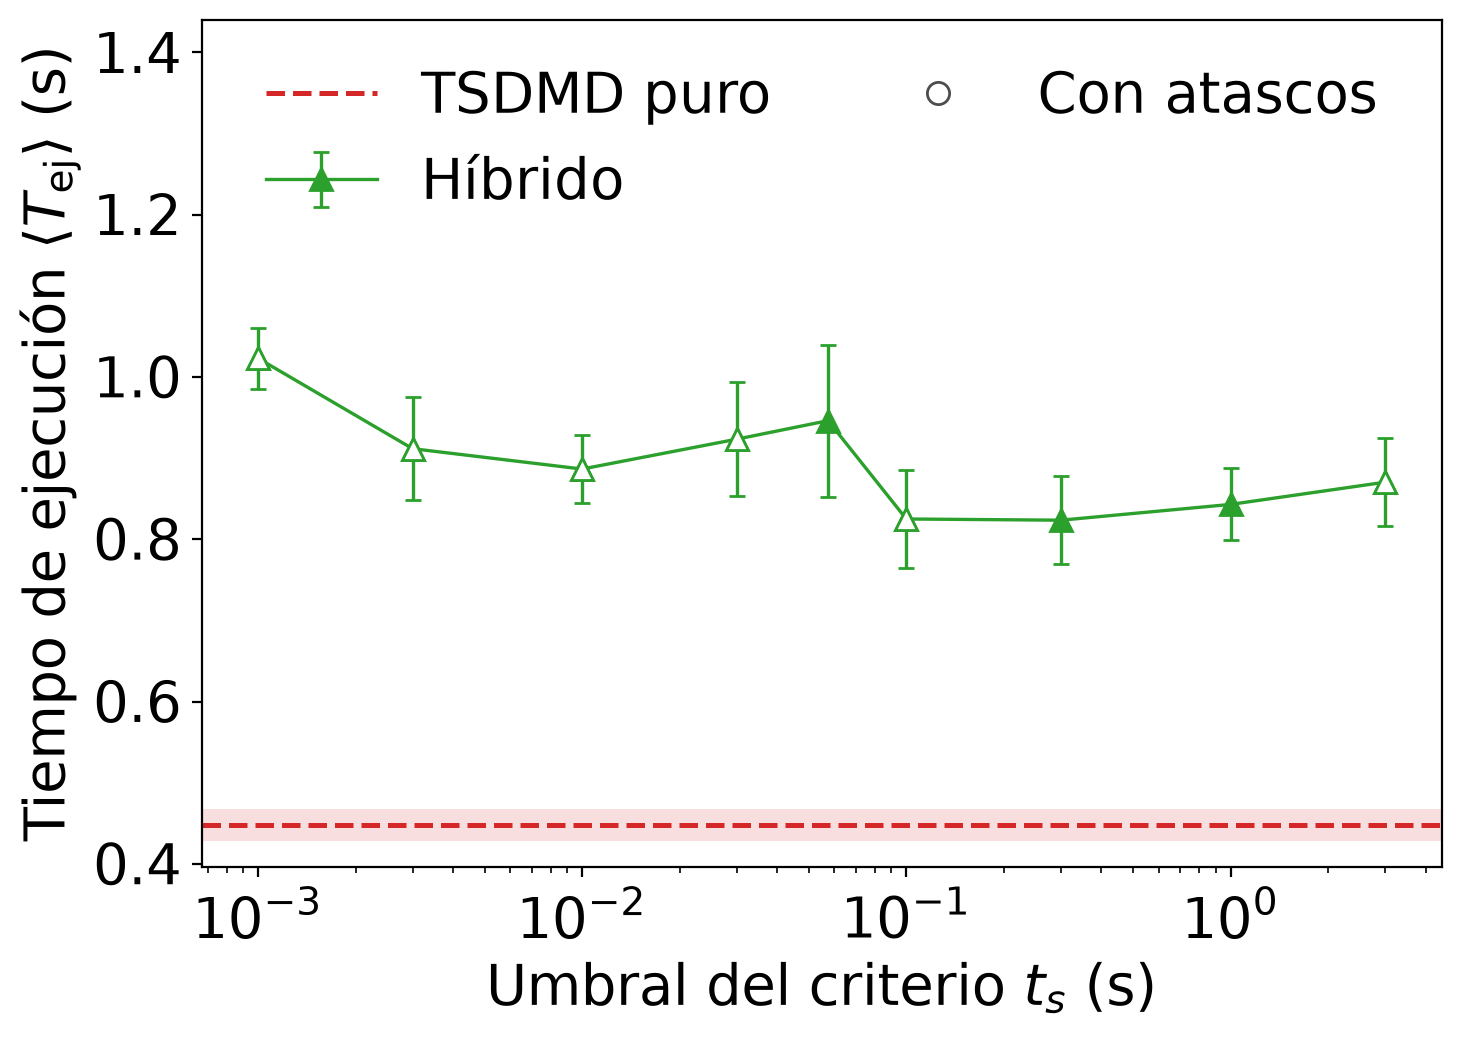 Tiempo de ejecución ⟨T_ej⟩ (s)
1.4
1.2
1.0
0.8
0.6
0.4
TSDMD puro
Híbrido
Con atascos
10^−3
10^−2
10^−1
10^0
Umbral del criterio t_s (s)